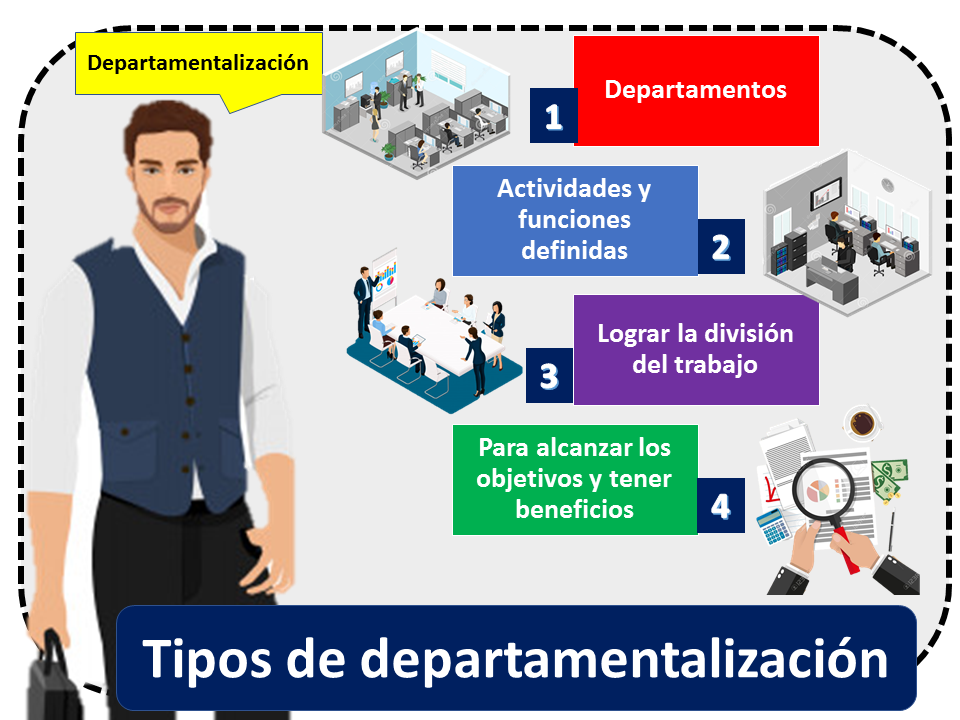 Departamentalización
1
Departamentos
Actividades y
funciones
definidas
2
3
Lograr la división
del trabajo
Para alcanzar los
objetivos y tener
beneficios
4
Tipos de departamentalización